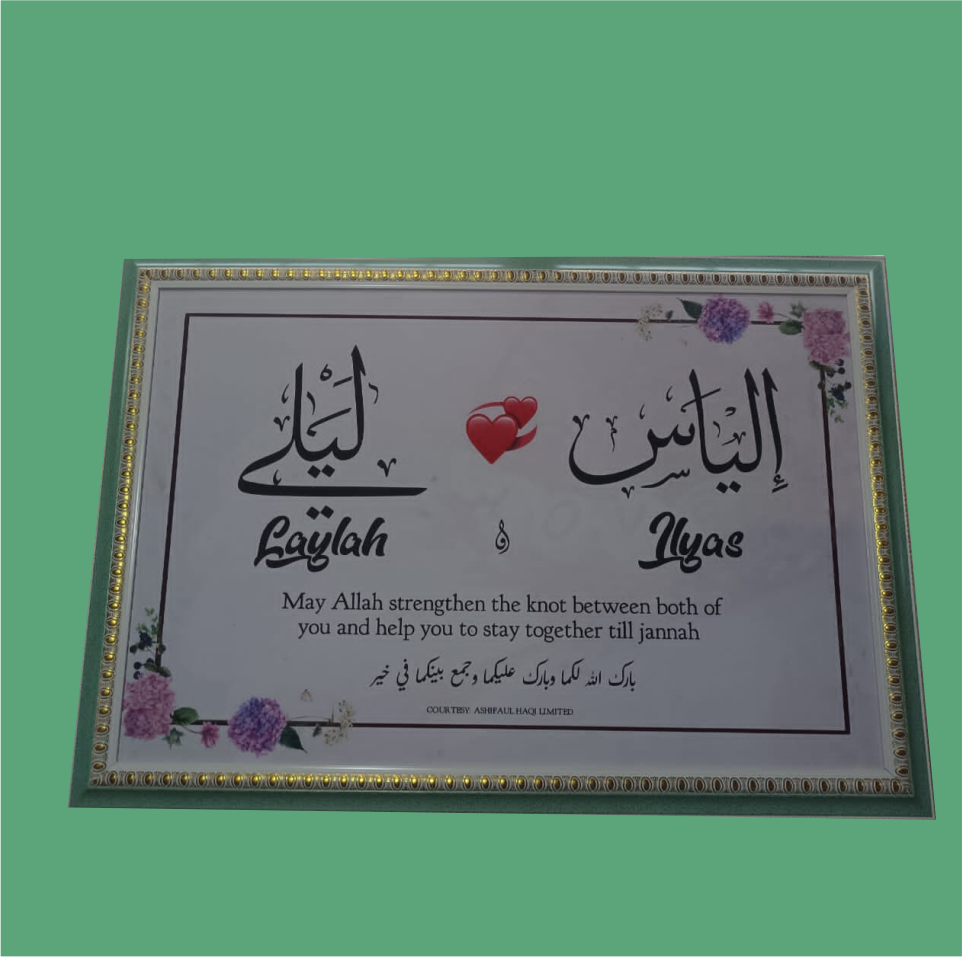 إلياس
لَيْلَى
Laylah و Ilyas
May Allah strengthen the knot between both of
you and help you to stay together till jannah
بارك الله لكما وبارك عليكما وجمع بينكما في خير
COURTESY: ASHIFAUL HAQI LIMITED